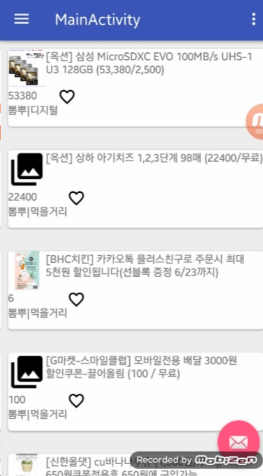 MainActivity
[옥션] 삼성 MicroSDXC EVO 100MB/s UHS-1
U3 128GB (53,380/2,500)
53380
뽐뿌|디지털
[옥션] 상하 아기치즈 1,2,3단계 98매 (22400/무료)
22400
뽐뿌|먹을거리
[BHC치킨] 카카오톡 플러스친구로 주문시 최대
5천원 할인됩니다(선블록 증정 6/23까지)
6
뽐뿌|먹을거리
[G마켓-스마일클럽] 모바일전용 배달 3000원
할인쿠폰-끌어올림 (100 / 무료)
100
뽐뿌|먹을거리
[신한올댓] cu바나나
Recorded by Mobizen